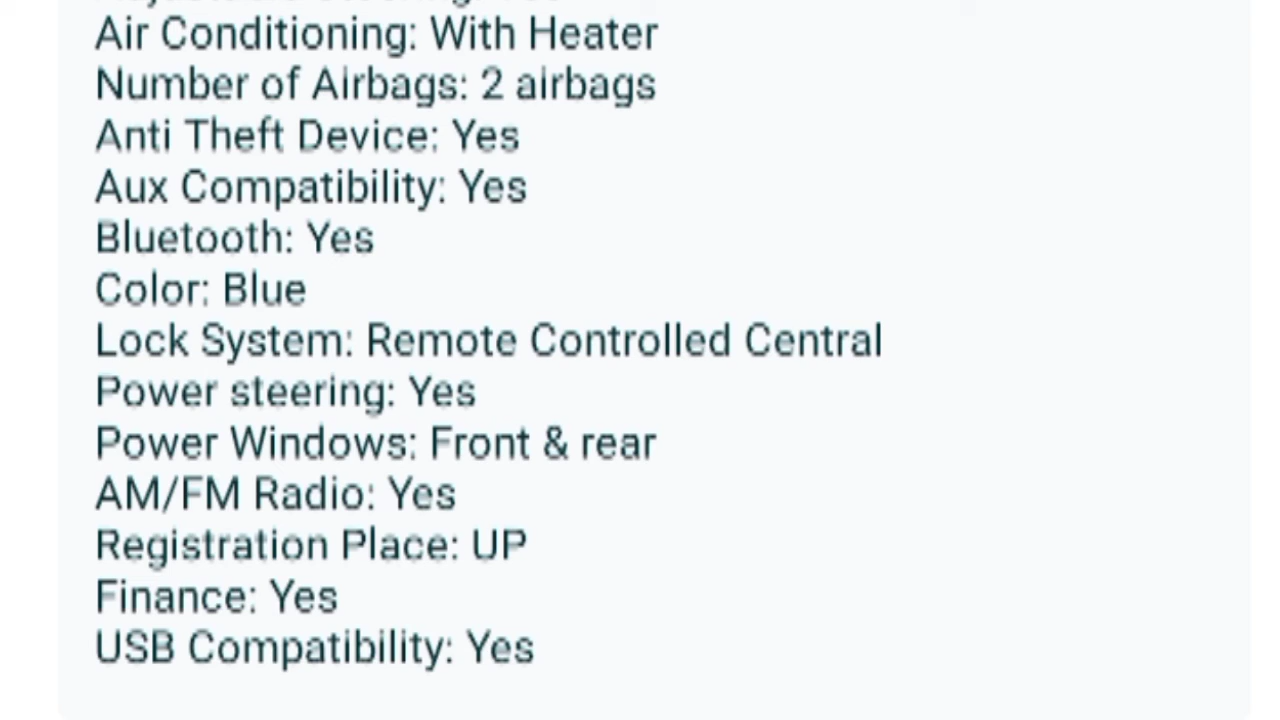 Air Conditioning: With Heater
Number of Airbags: 2 airbags
Anti Theft Device: Yes
Aux Compatibility: Yes
Bluetooth: Yes
Color: Blue
Lock System: Remote Controlled Central
Power steering: Yes
Power Windows: Front & rear
AM/FM Radio: Yes
Registration Place: UP
Finance: Yes
USB Compatibility: Yes